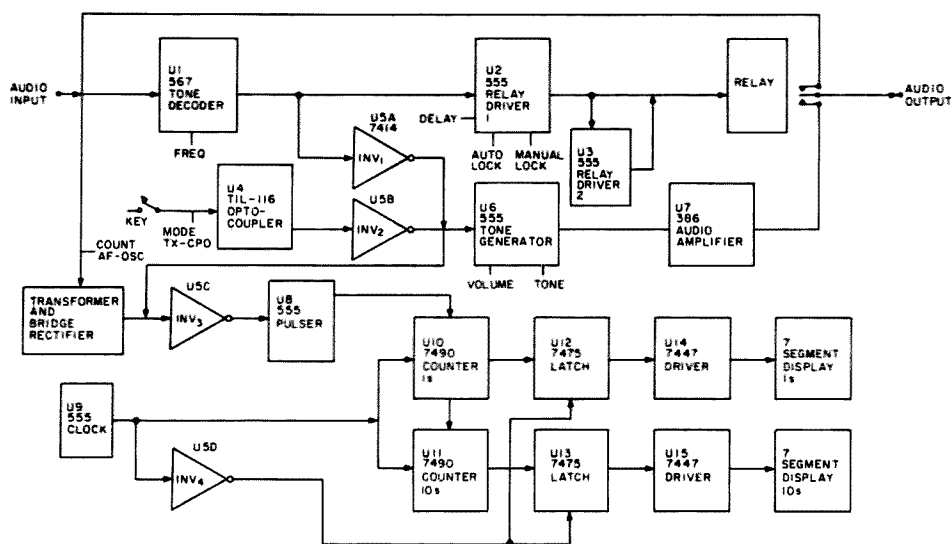 AUDIO
INPUT
U1
567
TONE
DECODER
FREQ
U2
555
RELAY
DRIVER
1
DELAY
AUTO
LOCK
MANUAL
LOCK
RELAY
AUDIO
OUTPUT
U5A
7414
INV1
U3
555
RELAY
DRIVER
2
KEY
MODE
TX-CPO
U4
TIL-116
OPTO-
COUPLER
U5B
INV2
U6
555
TONE
GENERATOR
VOLUME
TONE
U7
386
AUDIO
AMPLIFIER
COUNT
AF-OSC
TRANSFORMER
AND
BRIDGE
RECTIFIER
U5C
INV3
U8
555
PULSER
U10
7490
COUNTER
1s
U12
7475
LATCH
U14
7447
DRIVER
7
SEGMENT
DISPLAY
1s
U9
555
CLOCK
U5D
INV4
U11
7490
COUNTER
10s
U13
7475
LATCH
U15
7447
DRIVER
7
SEGMENT
DISPLAY
10s